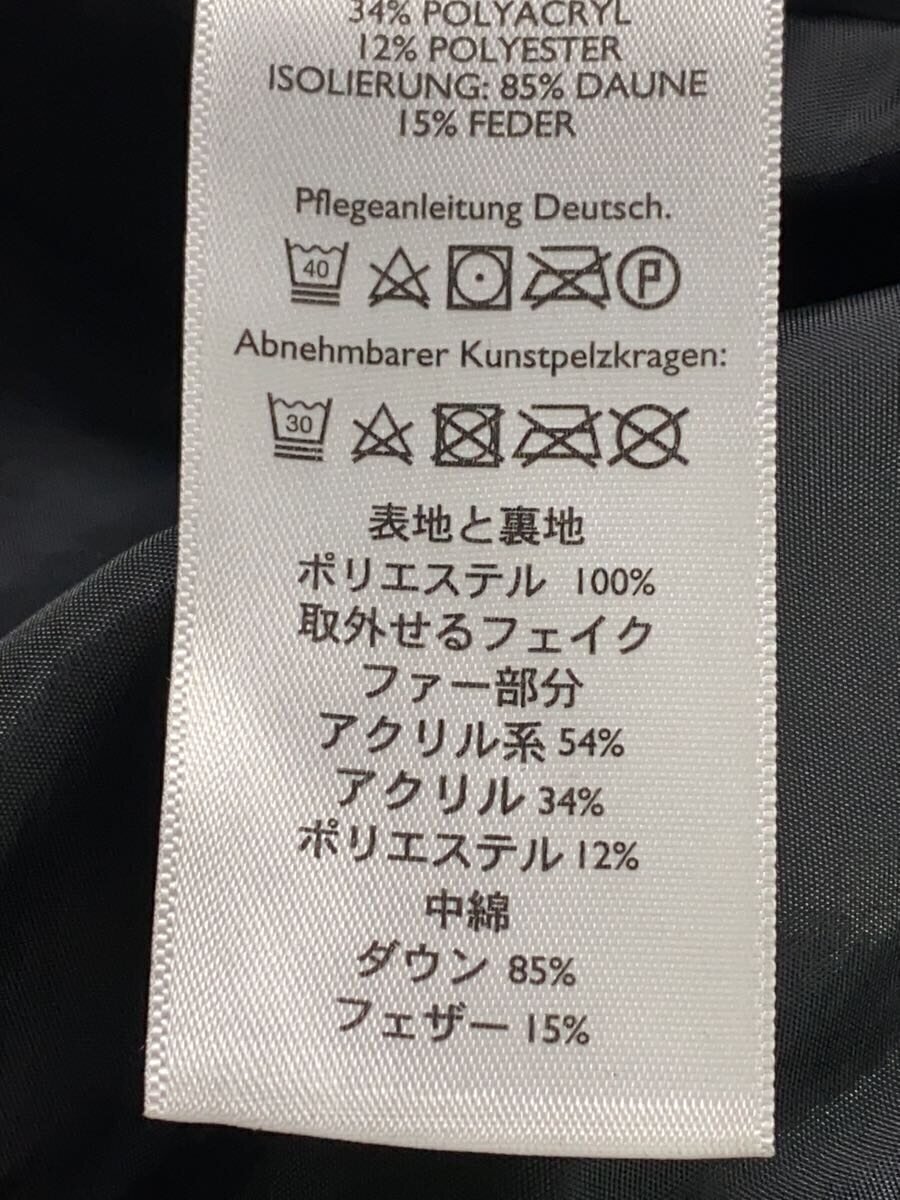 34% POLYACRYL
12% POLYESTER
ISOLIERUNG: 85% DAUNE
15% FEDER
Pflegeanleitung Deutsch.
40 P
Abnehmbarer Kunstpelzkragen:
30
表地と裏地
ポリエステル 100%
取外せるフェイク
ファー部分
アクリル系 54%
アクリル 34%
ポリエステル 12%
中綿
ダウン 85%
フェザー 15%